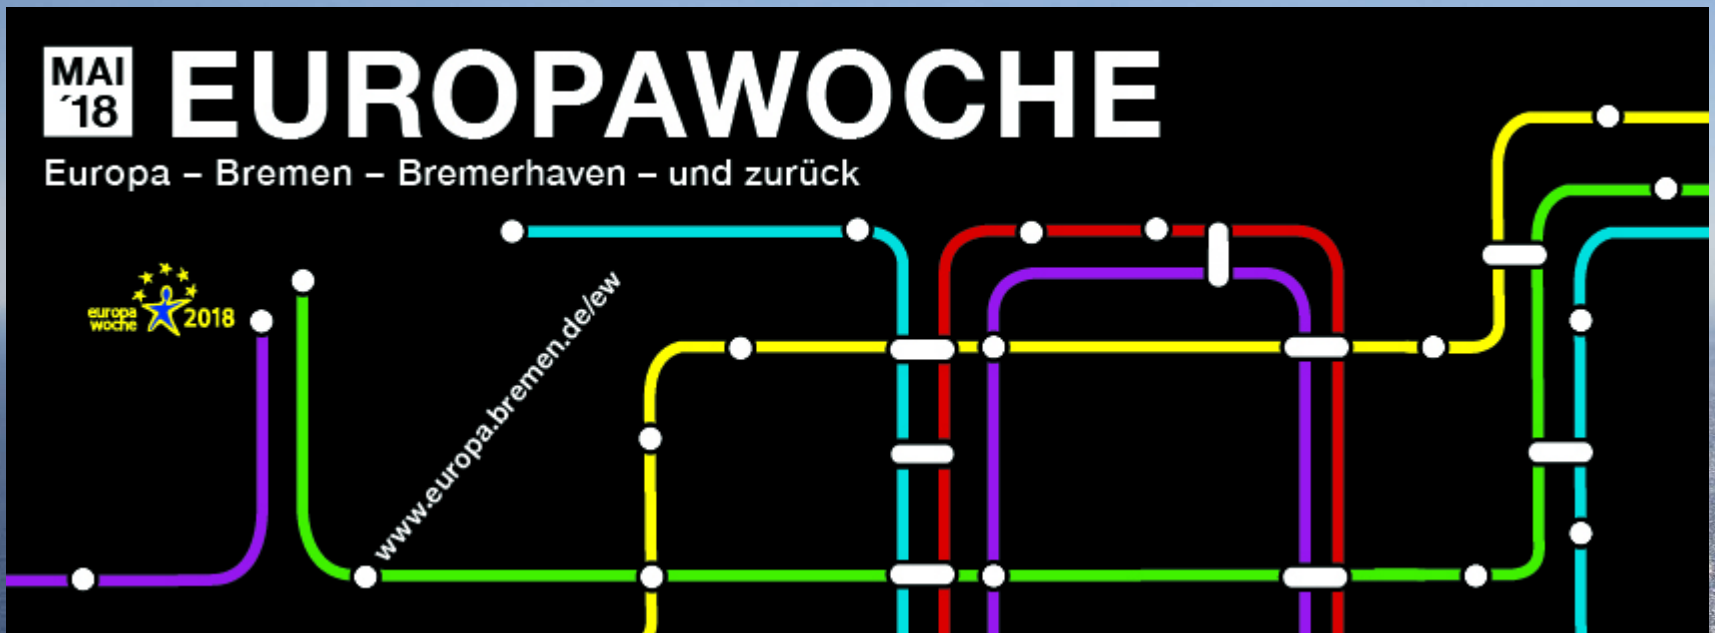 MAI
´18
EUROPAWOCHE
Europa – Bremen – Bremerhaven – und zurück
europa
woche
2018
www.europa.bremen.de/ew